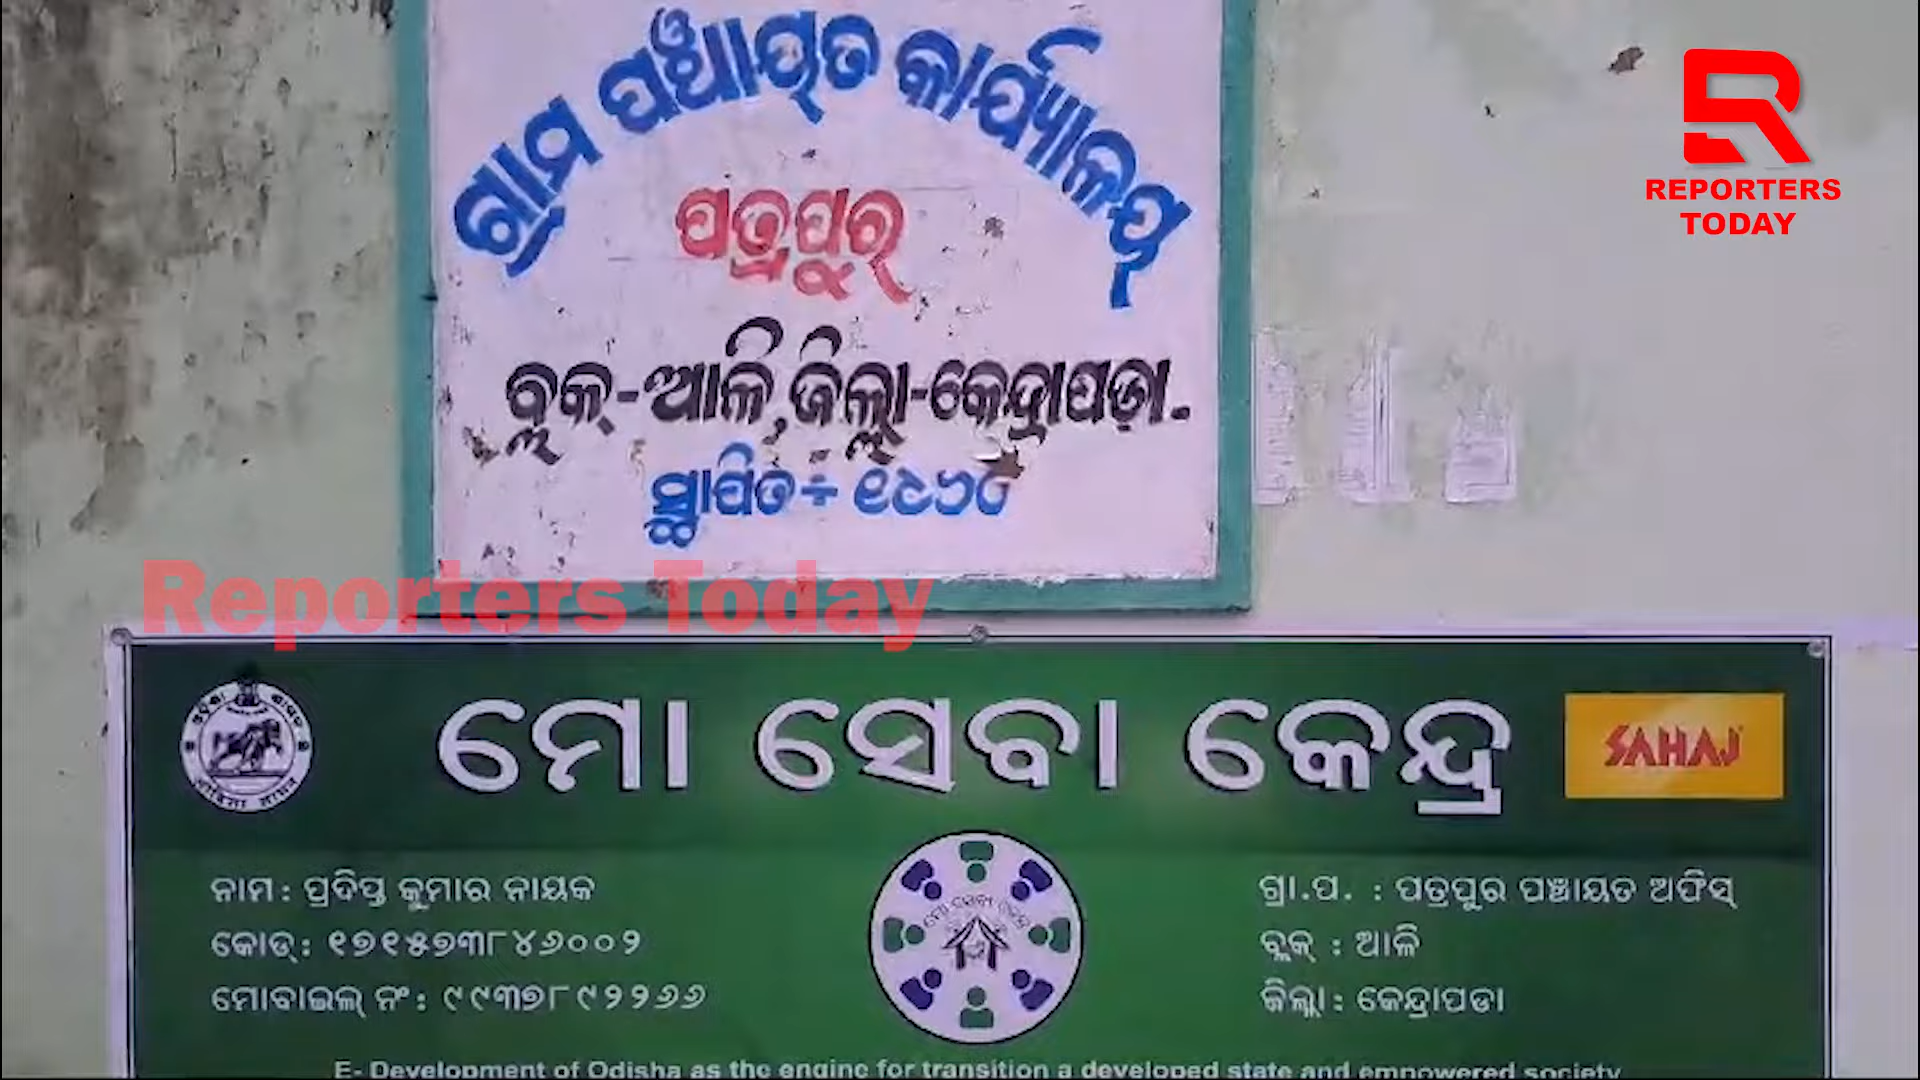 ଗ୍ରାମ ପଞ୍ଚାୟତ କାର୍ଯ୍ୟାଳୟ
ପତ୍ରପୁର
ବ୍ଲକ୍-ଆଳି,ଜିଲ୍ଲା-କେନ୍ଦ୍ରାପଡ଼ା.
ସ୍ଥାପିତ÷
REPORTERS
TODAY
Reporters Today
ମୋ ସେବା କେନ୍ଦ୍ର
SAHAJ
ନାମ : ପ୍ରଦିପ୍ତ କୁମାର ନାୟକ
କୋଡ୍ : ୧୭୧୫୭୩୮୪୬୦୦୨
ମୋବାଇଲ୍ ନଂ : ୯୯୩୭୮୯୨୨୬୬
ଗ୍ରା.ପ. : ପତ୍ରପୁର ପଞ୍ଚାୟତ ଅଫିସ୍
ବ୍ଲକ୍ : ଆଳି
ଜିଲ୍ଲା : କେନ୍ଦ୍ରାପଡା
E- Development of Odisha as the engine for transition a developed state and empowered society